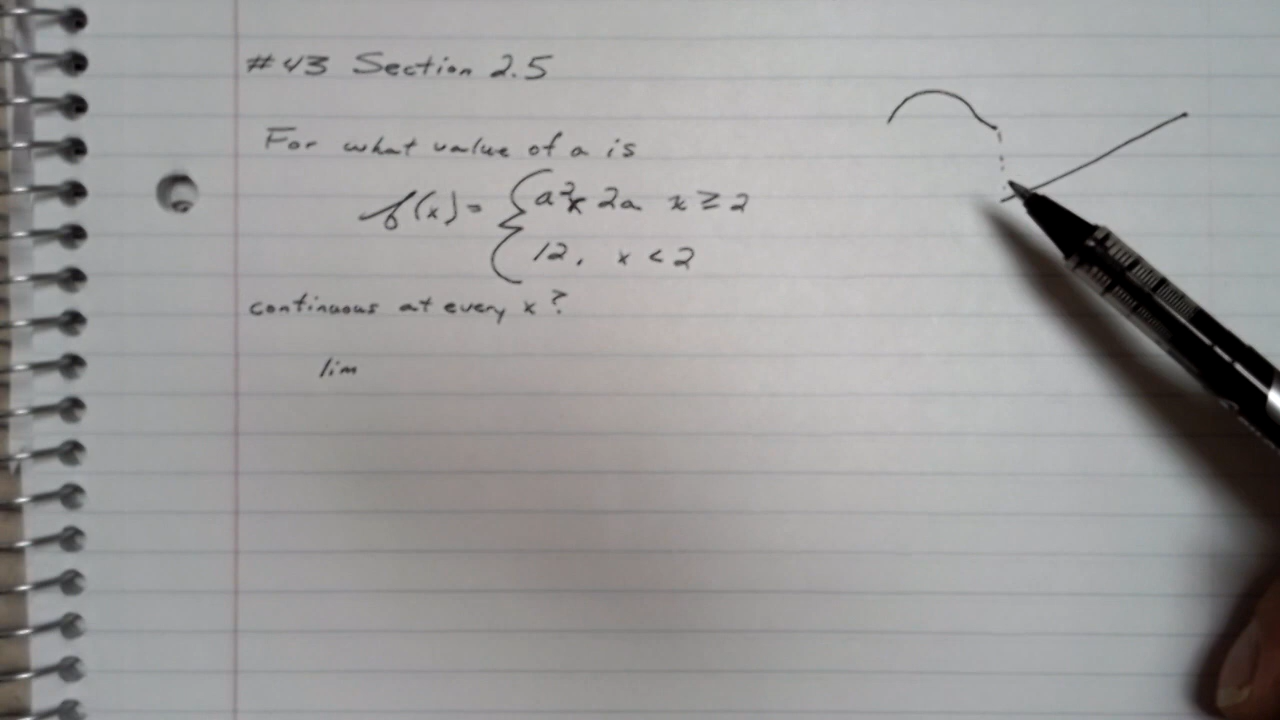 #43 Section 2.5
For what value of a is
f(x) = { a²x 2a x ≥ 2
12, x < 2
continuous at every x?
lim